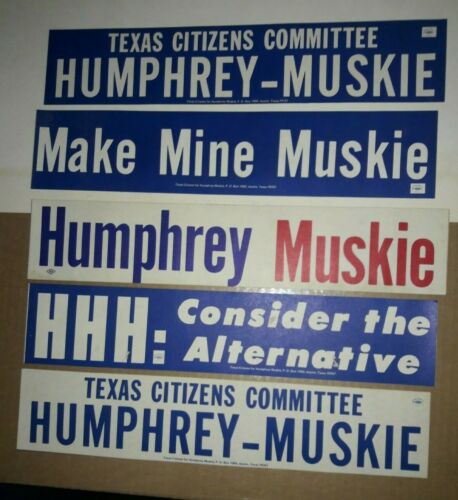 TEXAS CITIZENS COMMITTEE
HUMPHREY-MUSKIE
Make Mine Muskie
Humphrey Muskie
HHH: Consider the
Alternative
TEXAS CITIZENS COMMITTEE
HUMPHREY-MUSKIE